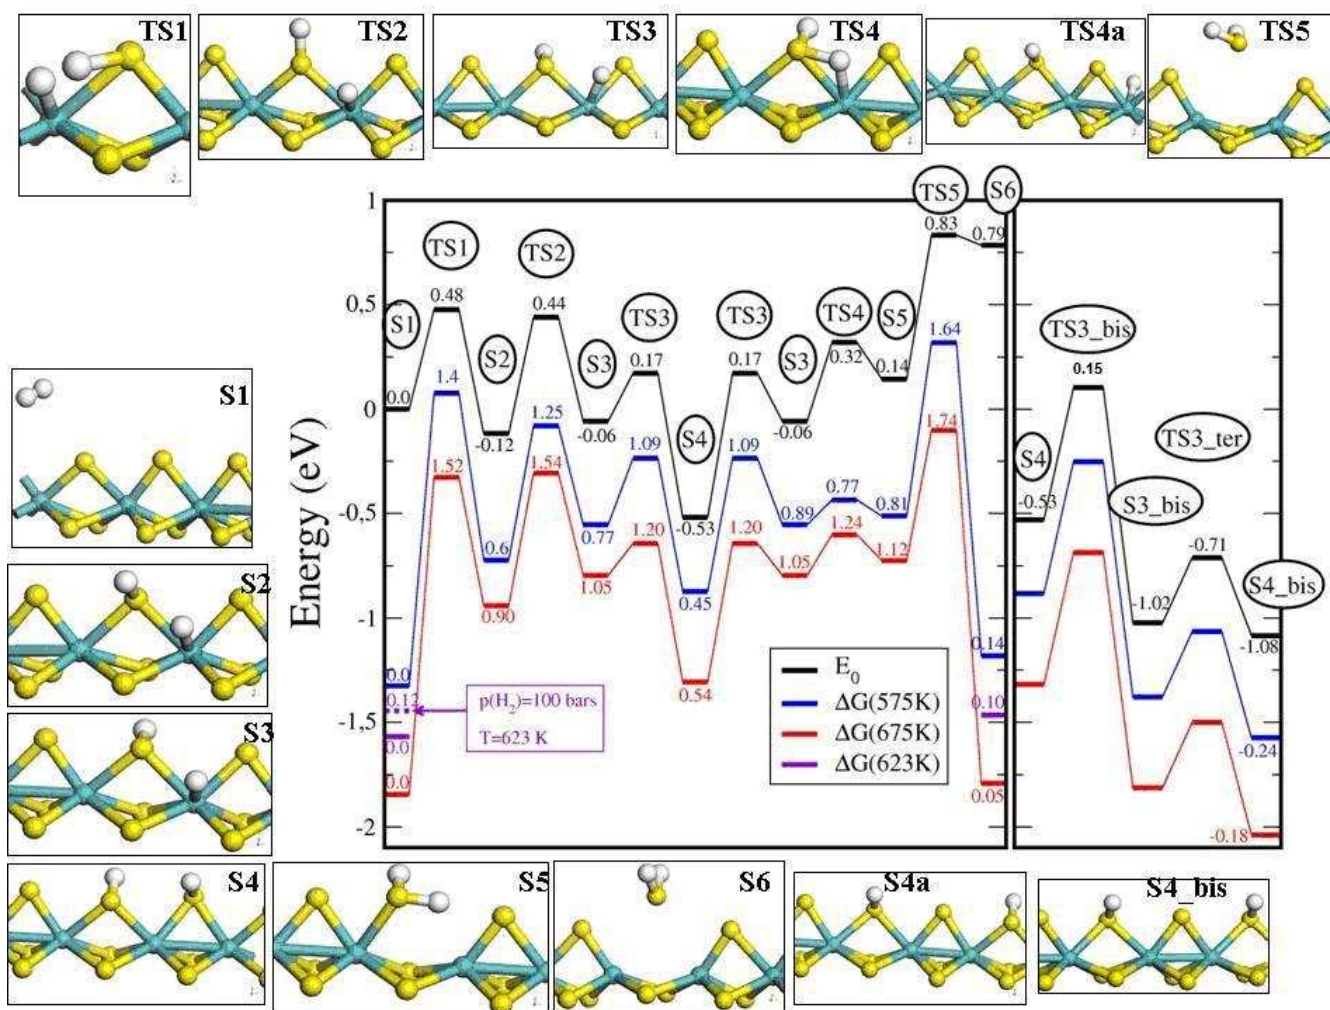 TS1
TS2
TS3
TS4
TS4a
TS5
1
0,5
0
-0,5
-1
-1,5
-2
Energy (eV)
S1
TS1
S2
TS2
S3
TS3
S4
TS3
S3
TS4
S5
TS5
S6
0.0
0.48
-0.12
0.44
-0.06
0.17
-0.53
0.17
-0.06
0.32
0.14
0.83
0.79
0.0
1.4
0.6
1.25
0.77
1.09
0.45
1.09
0.89
0.77
0.81
1.64
0.14
0.0
1.52
0.90
1.54
1.05
1.20
0.54
1.20
1.05
1.24
1.12
1.74
0.05
0.12
0.0
0.10
p(H2)=100 bars
T=623 K
E0
ΔG(575K)
ΔG(675K)
ΔG(623K)
S4
TS3_bis
S3_bis
TS3_ter
S4_bis
-0.53
0.15
-1.02
-0.71
-1.08
-0.24
-0.18
S1
S2
S3
S4
S5
S6
S4a
S4_bis